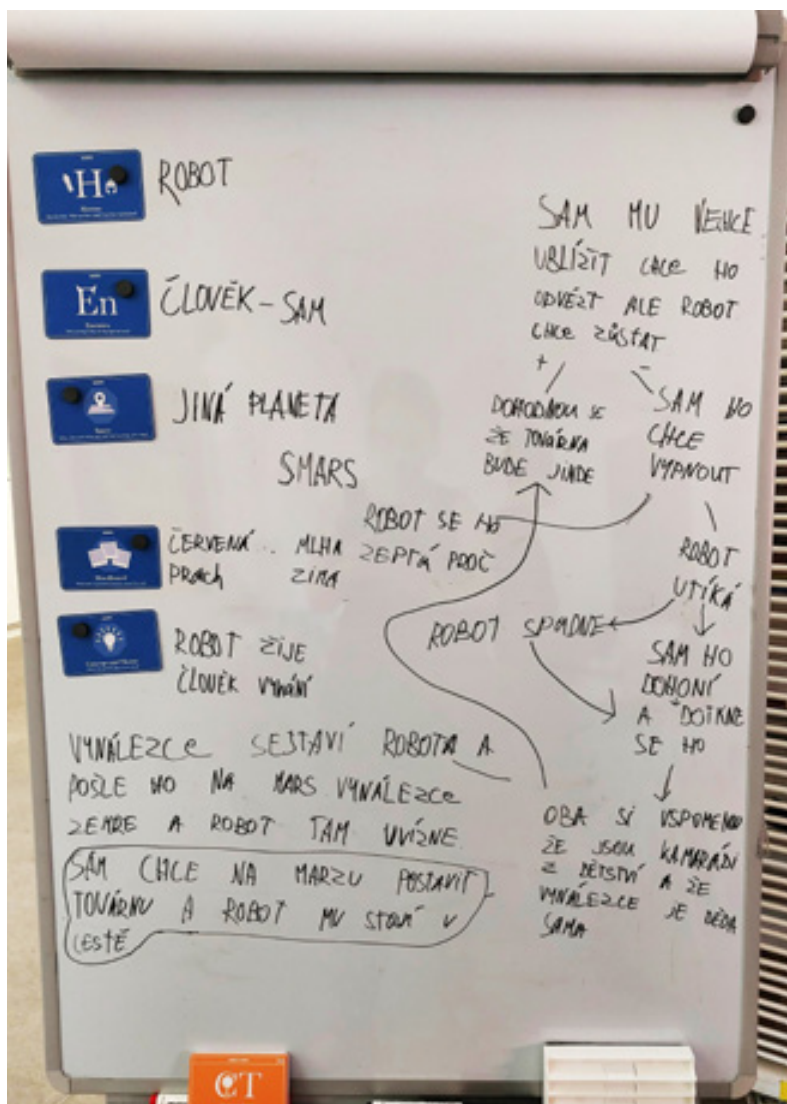 H
ROBOT
En
ČLOVĚK - SAM
JINÁ PLANETA
SMARS
ČERVENÁ .. MLHA
PRACH ZIMA
ROBOT ŽIJE
ČLOVĚK VYHÁNÍ
VYNÁLEZCE SESTAVÍ ROBOTA A
POŠLE HO NA MARS VYNÁLEZCE
ZEMŘE A ROBOT TAM UVÍZNE
SAM CHCE NA MARZU POSTAVIT
TOVÁRNU A ROBOT MU STOJÍ V
CESTĚ
SAM MU NECHCE
UBLÍŽIT CHCE HO
ODVÉZT ALE ROBOT
CHCE ZŮSTAT
+ -
DOHODNOU SE
ŽE TOVÁRNA
BUDE JINDE
SAM HO
CHCE
VYPNOUT
ROBOT SE HO
ZEPTÁ PROČ
ROBOT
UTÍKÁ
ROBOT SPADNE
SAM HO
DOHONÍ
A DOTKNE
SE HO
OBA SI VSPOMENOU
ŽE JSOU KAMARÁDI
Z DĚTSTVÍ A ŽE
VYNÁLEZCE JE DĚDA
SAMA
CT